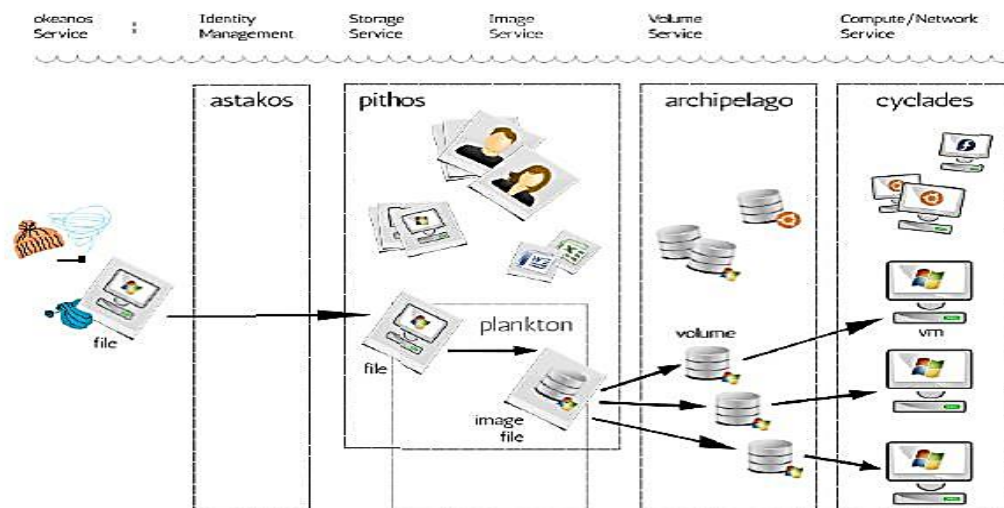 okeanos
Service
:
Identity
Management
Storage
Service
Image
Service
Volume
Service
Compute/Network
Service
astakos
pithos
archipelago
cyclades
file
file
plankton
image
file
volume
vm